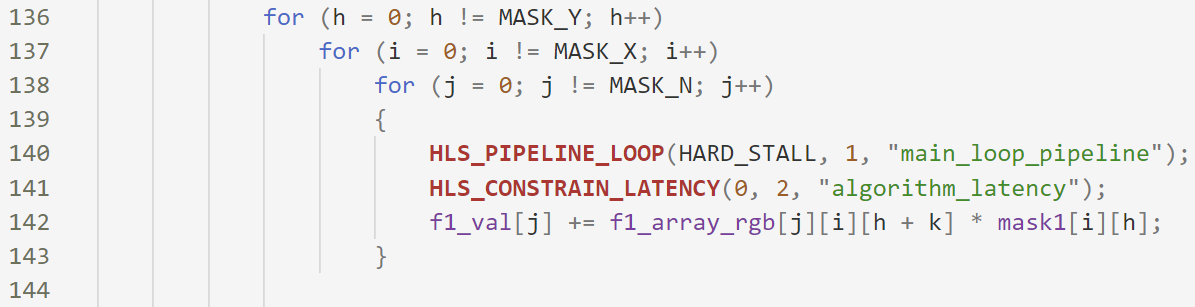 136 for (h = 0; h != MASK_Y; h++)
137 for (i = 0; i != MASK_X; i++)
138 for (j = 0; j != MASK_N; j++)
139 {
140 HLS_PIPELINE_LOOP(HARD_STALL, 1, "main_loop_pipeline");
141 HLS_CONSTRAIN_LATENCY(0, 2, "algorithm_latency");
142 f1_val[j] += f1_array_rgb[j][i][h + k] * mask1[i][h];
143 }
144